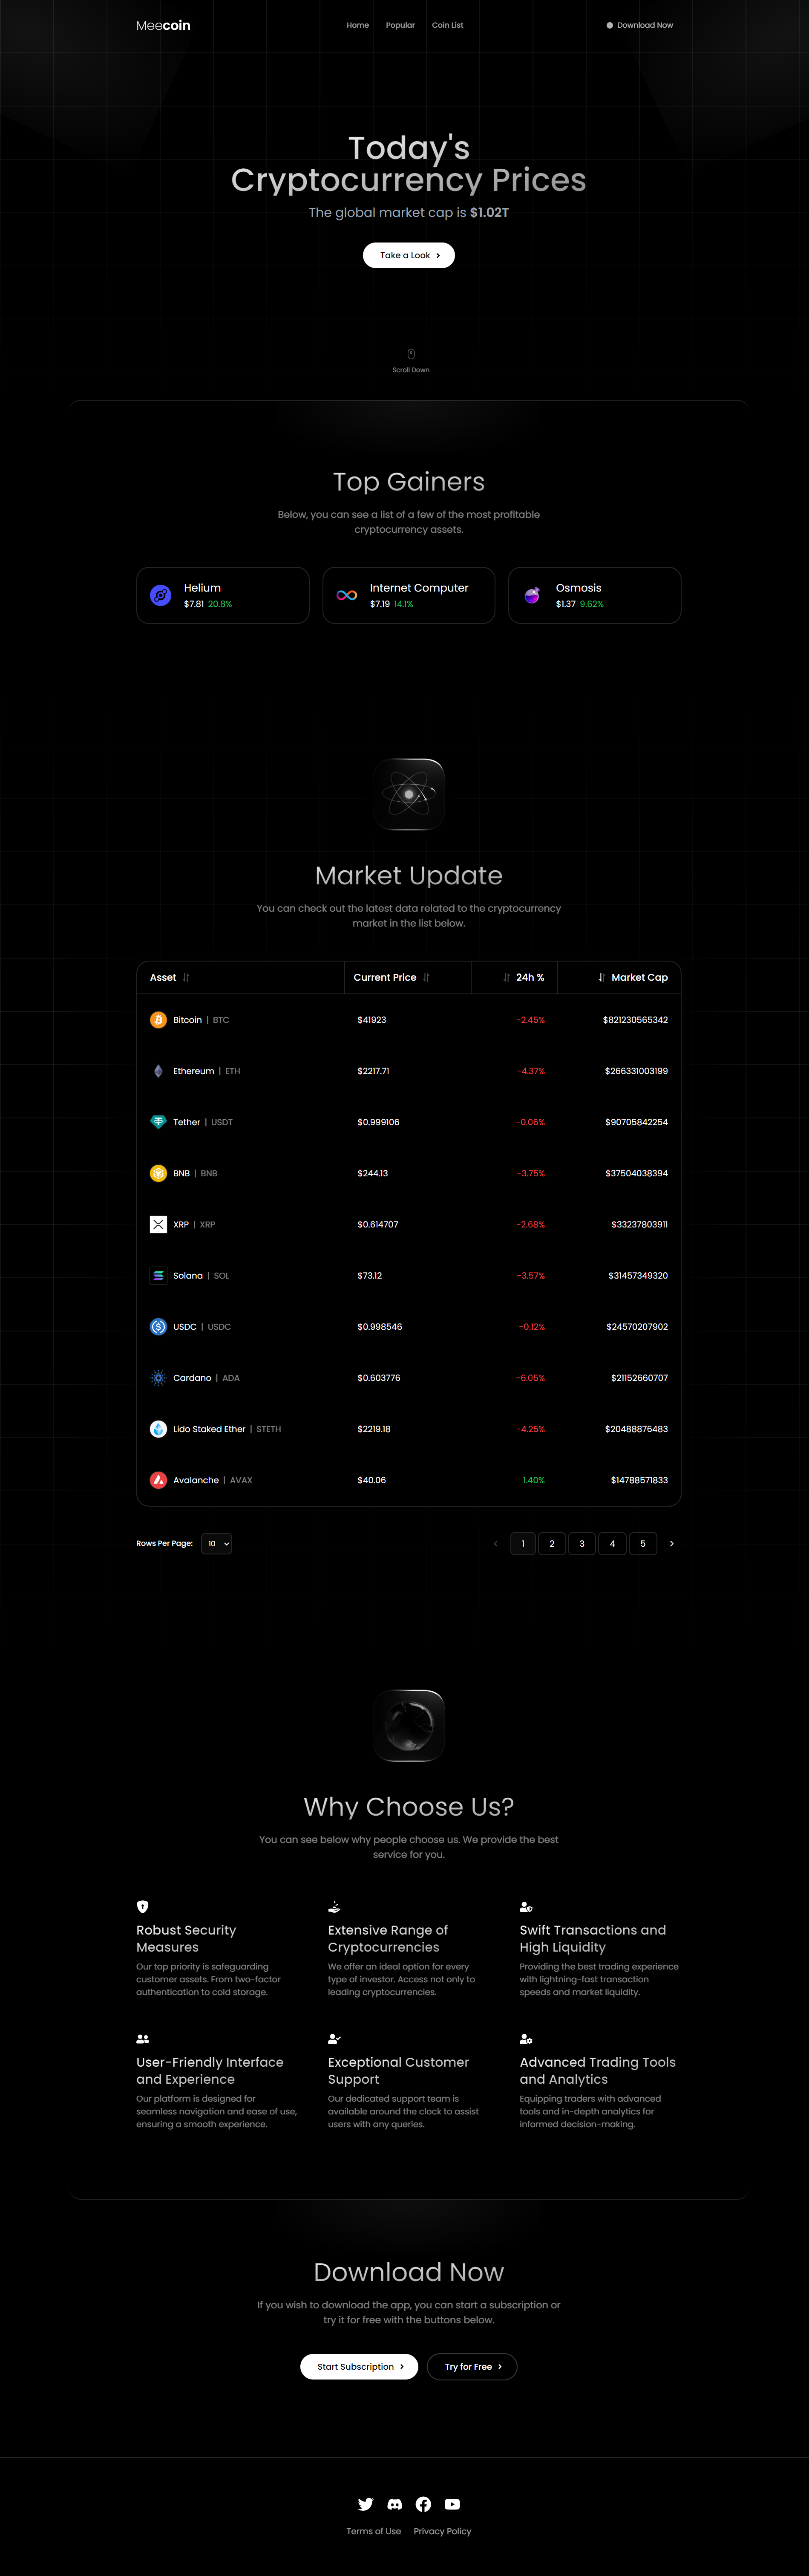 Meecoin
Home Popular Coin List
Download Now
Today's
Cryptocurrency Prices
The global market cap is $1.02T
Take a Look
Scroll Down
Top Gainers
Below, you can see a list of a few of the most profitable
cryptocurrency assets.
Helium
$7.81 20.8%
Internet Computer
$7.19 14.1%
Osmosis
$1.37 9.62%
Market Update
You can check out the latest data related to the cryptocurrency
market in the list below.
Asset Current Price 24h % Market Cap
Bitcoin | BTC $41923 -2.45% $821230565342
Ethereum | ETH $2217.71 -4.37% $266331003199
Tether | USDT $0.999106 -0.06% $90705842254
BNB | BNB $244.13 -3.75% $37504038394
XRP | XRP $0.614707 -2.68% $33237803911
Solana | SOL $73.12 -3.57% $31457349320
USDC | USDC $0.998546 -0.12% $24570207902
Cardano | ADA $0.603776 -6.05% $21152660707
Lido Staked Ether | STETH $2219.18 -4.25% $20488876483
Avalanche | AVAX $40.06 1.40% $14788571833
Rows Per Page: 10
1 2 3 4 5
Why Choose Us?
You can see below why people choose us. We provide the best
service for you.
Robust Security
Measures
Our top priority is safeguarding
customer assets. From two-factor
authentication to cold storage.
Extensive Range of
Cryptocurrencies
We offer an ideal option for every
type of investor. Access not only to
leading cryptocurrencies.
Swift Transactions and
High Liquidity
Providing the best trading experience
with lightning-fast transaction
speeds and market liquidity.
User-Friendly Interface
and Experience
Our platform is designed for
seamless navigation and ease of use,
ensuring a smooth experience.
Exceptional Customer
Support
Our dedicated support team is
available around the clock to assist
users with any queries.
Advanced Trading Tools
and Analytics
Equipping traders with advanced
tools and in-depth analytics for
informed decision-making.
Download Now
If you wish to download the app, you can start a subscription or
try it for free with the buttons below.
Start Subscription
Try for Free
Terms of Use Privacy Policy